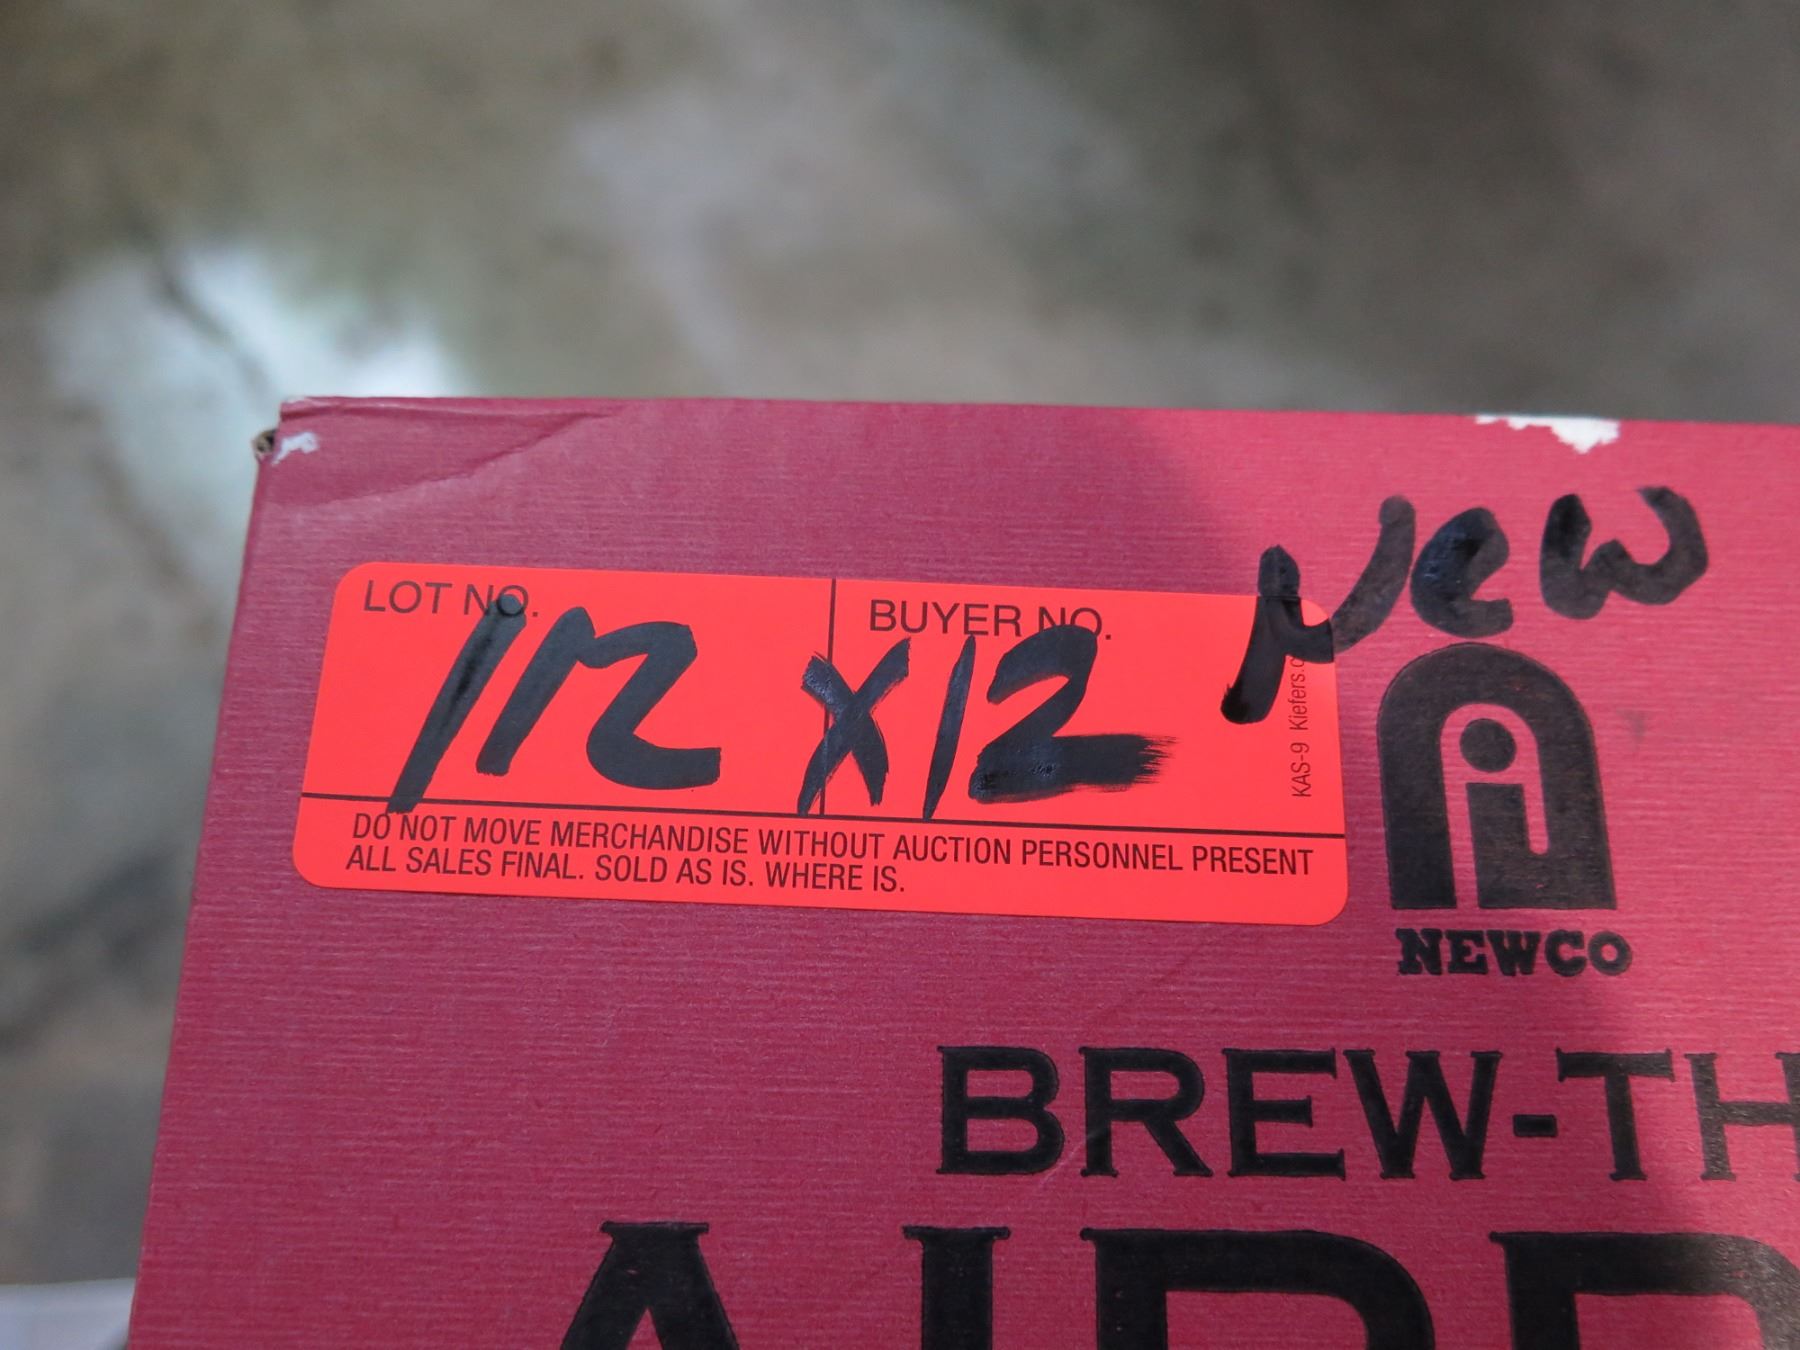 New
LOT NO. BUYER NO.
112 X12
KAS-9 Kiefers.c
DO NOT MOVE MERCHANDISE WITHOUT AUCTION PERSONNEL PRESENT
ALL SALES FINAL. SOLD AS IS. WHERE IS.
NEWCO
BREW-TH